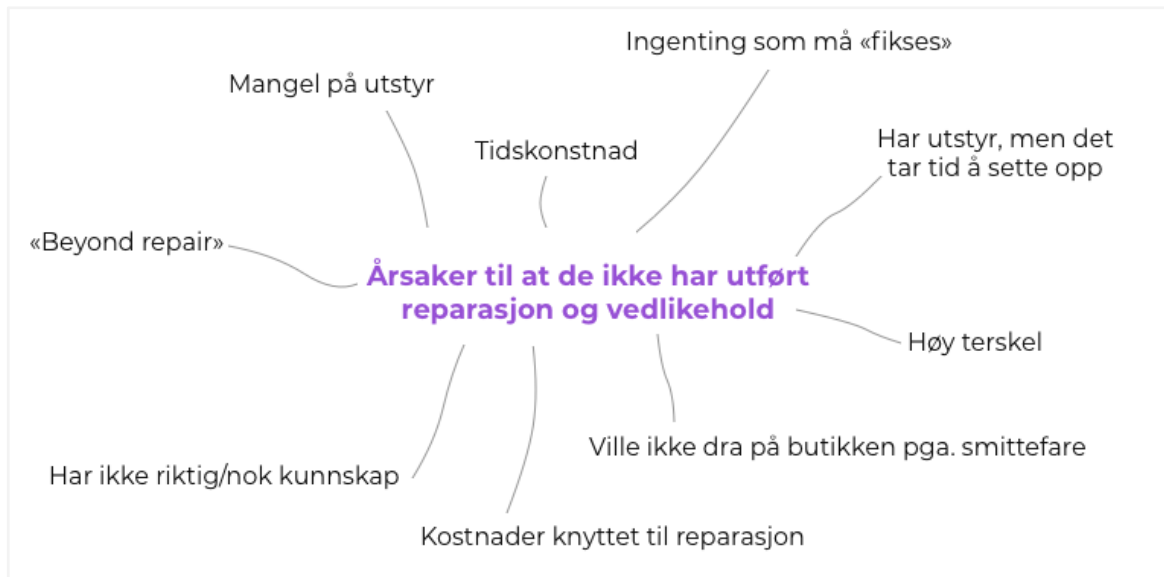 Ingenting som må «fikses»
Mangel på utstyr
Har utstyr, men det
tar tid å sette opp
Tidskonstnad
«Beyond repair»
Årsaker til at de ikke har utført
reparasjon og vedlikehold
Høy terskel
Ville ikke dra på butikken pga. smittefare
Har ikke riktig/nok kunnskap
Kostnader knyttet til reparasjon